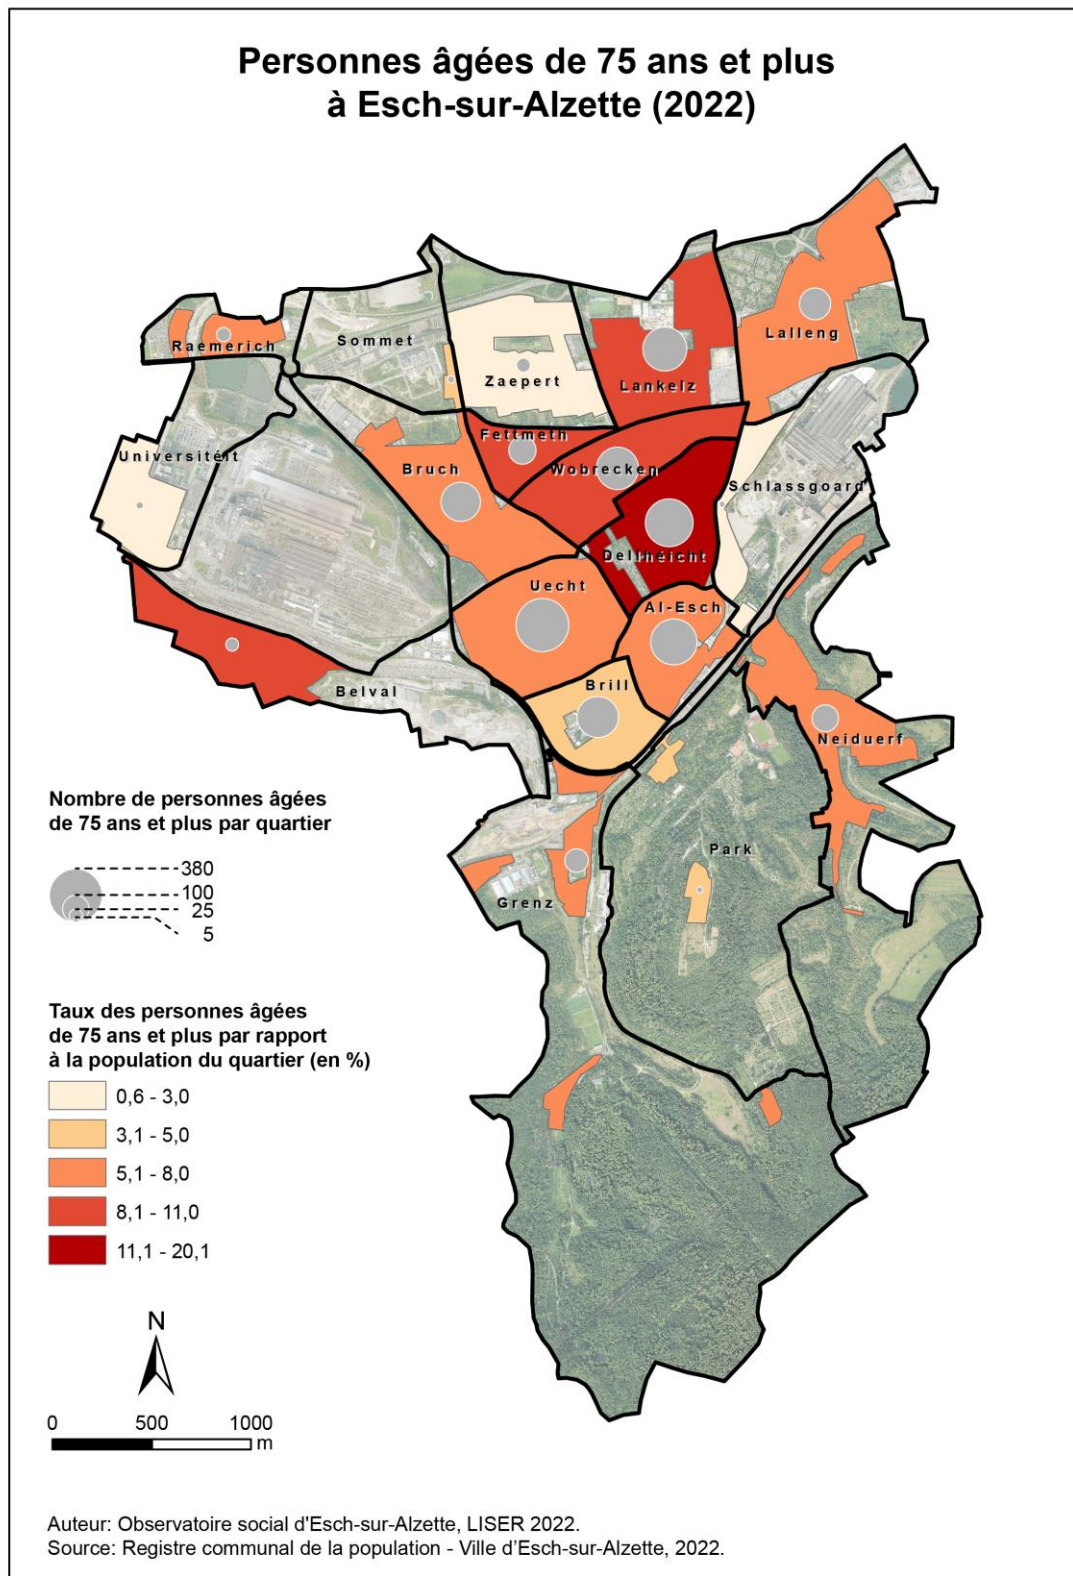 Personnes âgées de 75 ans et plus
à Esch-sur-Alzette (2022)
Raemerich
Sommet
Zaepert
Lankelz
Lalleng
Universitéit
Bruch
Fettmeth
Wobrecken
Schlassgoard
Dellhéicht
Uecht
Al-Esch
Brill
Belval
Neiduerf
Park
Grenz
Nombre de personnes âgées
de 75 ans et plus par quartier
380
100
25
5
Taux des personnes âgées
de 75 ans et plus par rapport
à la population du quartier (en %)
0,6 - 3,0
3,1 - 5,0
5,1 - 8,0
8,1 - 11,0
11,1 - 20,1
N
0 500 1000
m
Auteur: Observatoire social d'Esch-sur-Alzette, LISER 2022.
Source: Registre communal de la population - Ville d'Esch-sur-Alzette, 2022.